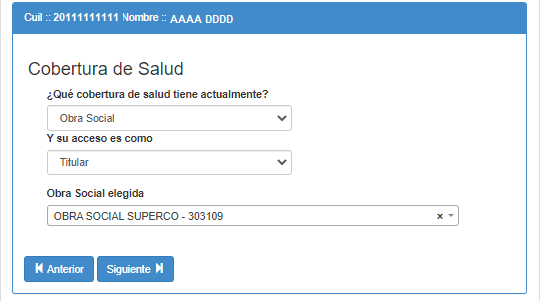 Cuil :: 20111111111 Nombre :: AAAA DDDD
Cobertura de Salud
¿Qué cobertura de salud tiene actualmente?
Obra Social
Y su acceso es como
Titular
Obra Social elegida
OBRA SOCIAL SUPERCO - 303109 ×
Anterior Siguiente